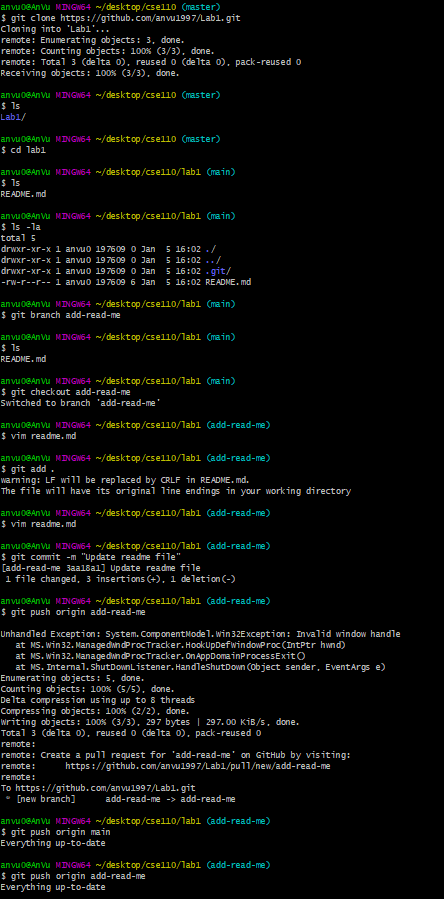 anvu0@AnVu MINGW64 ~/desktop/cse110 (master)
$ git clone https://github.com/anvu1997/Lab1.git
Cloning into 'Lab1'...
remote: Enumerating objects: 3, done.
remote: Counting objects: 100% (3/3), done.
remote: Total 3 (delta 0), reused 0 (delta 0), pack-reused 0
Receiving objects: 100% (3/3), done.
anvu0@AnVu MINGW64 ~/desktop/cse110 (master)
$ ls
Lab1/
anvu0@AnVu MINGW64 ~/desktop/cse110 (master)
$ cd lab1
anvu0@AnVu MINGW64 ~/desktop/cse110/lab1 (main)
$ ls
README.md
anvu0@AnVu MINGW64 ~/desktop/cse110/lab1 (main)
$ ls -la
total 5
drwxr-xr-x 1 anvu0 197609 0 Jan  5 16:02 ./
drwxr-xr-x 1 anvu0 197609 0 Jan  5 16:02 ../
drwxr-xr-x 1 anvu0 197609 0 Jan  5 16:02 .git/
-rw-r--r-- 1 anvu0 197609 6 Jan  5 16:02 README.md
anvu0@AnVu MINGW64 ~/desktop/cse110/lab1 (main)
$ git branch add-read-me
anvu0@AnVu MINGW64 ~/desktop/cse110/lab1 (main)
$ ls
README.md
anvu0@AnVu MINGW64 ~/desktop/cse110/lab1 (main)
$ git checkout add-read-me
Switched to branch 'add-read-me'
anvu0@AnVu MINGW64 ~/desktop/cse110/lab1 (add-read-me)
$ vim readme.md
anvu0@AnVu MINGW64 ~/desktop/cse110/lab1 (add-read-me)
$ git add .
warning: LF will be replaced by CRLF in README.md.
The file will have its original line endings in your working directory
anvu0@AnVu MINGW64 ~/desktop/cse110/lab1 (add-read-me)
$ vim readme.md
anvu0@AnVu MINGW64 ~/desktop/cse110/lab1 (add-read-me)
$ git commit -m "Update readme file"
[add-read-me 3aa18a1] Update readme file
 1 file changed, 3 insertions(+), 1 deletion(-)
anvu0@AnVu MINGW64 ~/desktop/cse110/lab1 (add-read-me)
$ git push origin add-read-me
Unhandled Exception: System.ComponentModel.Win32Exception: Invalid window handle
   at MS.Win32.ManagedWndProcTracker.HookUpDefWindowProc(IntPtr hwnd)
   at MS.Win32.ManagedWndProcTracker.OnAppDomainProcessExit()
   at MS.Internal.ShutDownListener.HandleShutDown(Object sender, EventArgs e)
Enumerating objects: 5, done.
Counting objects: 100% (5/5), done.
Delta compression using up to 8 threads
Compressing objects: 100% (2/2), done.
Writing objects: 100% (3/3), 297 bytes | 297.00 KiB/s, done.
Total 3 (delta 0), reused 0 (delta 0), pack-reused 0
remote:
remote: Create a pull request for 'add-read-me' on GitHub by visiting:
remote:      https://github.com/anvu1997/Lab1/pull/new/add-read-me
remote:
To https://github.com/anvu1997/Lab1.git
 * [new branch]      add-read-me -> add-read-me
anvu0@AnVu MINGW64 ~/desktop/cse110/lab1 (add-read-me)
$ git push origin main
Everything up-to-date
anvu0@AnVu MINGW64 ~/desktop/cse110/lab1 (add-read-me)
$ git push origin add-read-me
Everything up-to-date